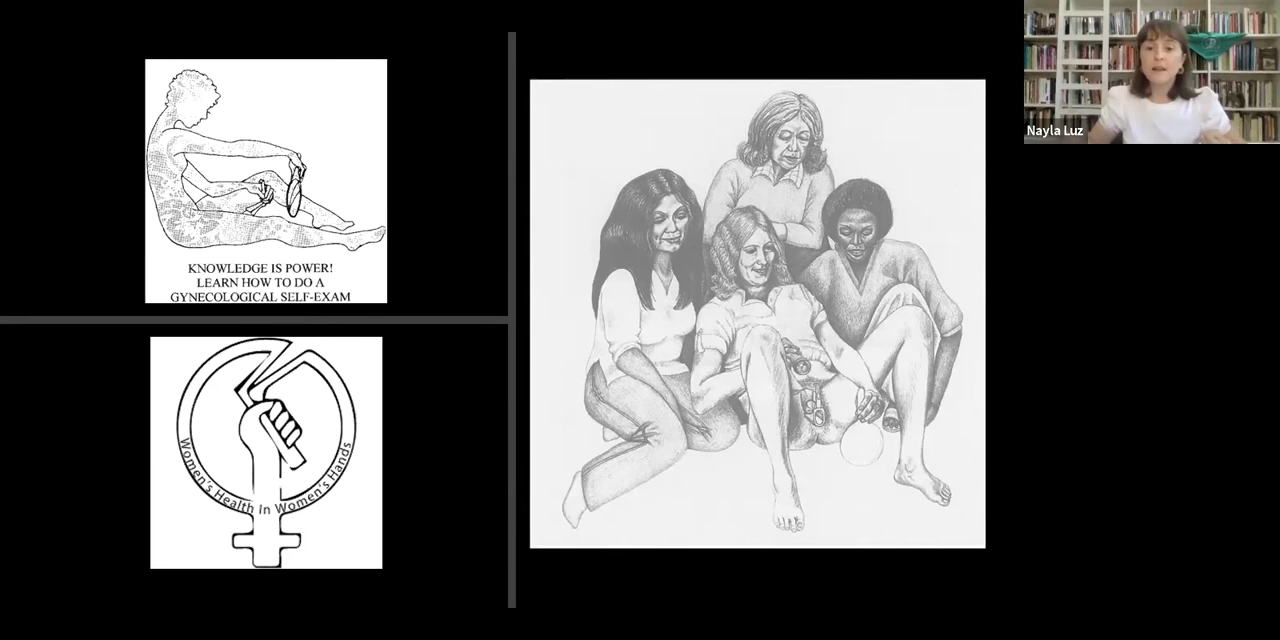 KNOWLEDGE IS POWER!
LEARN HOW TO DO A
GYNECOLOGICAL SELF-EXAM
Women's Health in Women's Hands
Nayla Luz